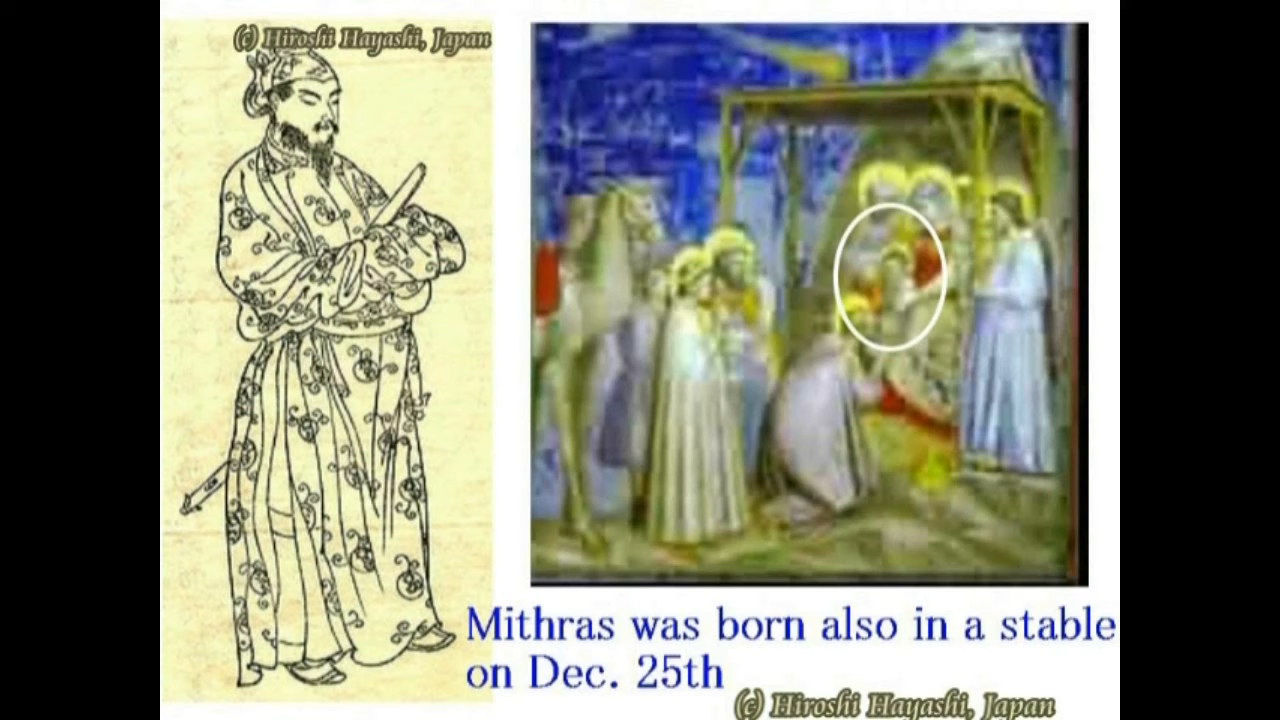 (c) Hiroshi Hayashi, Japan
Mithras was born also in a stable
on Dec. 25th
(c) Hiroshi Hayashi, Japan